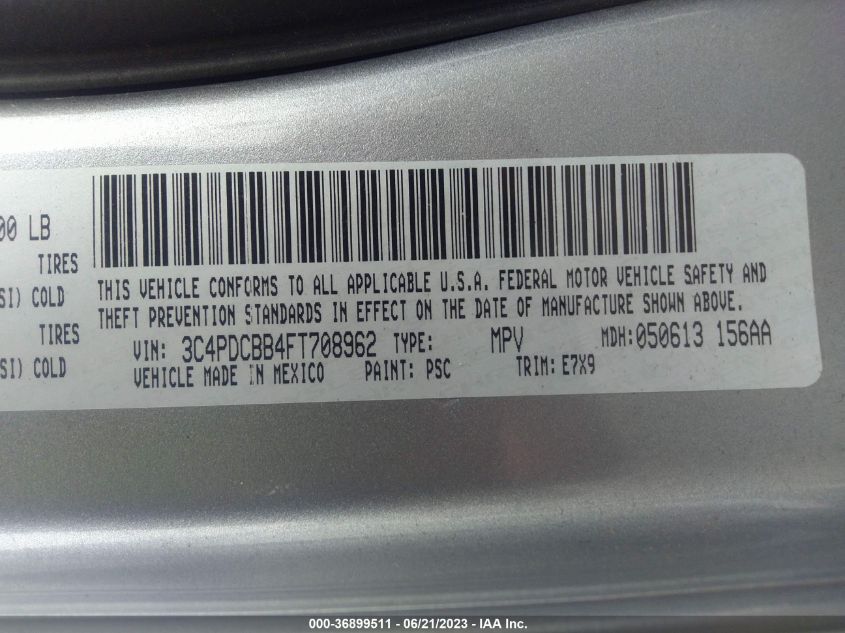 00 LB
TIRES
SI) COLD
TIRES
SI) COLD
THIS VEHICLE CONFORMS TO ALL APPLICABLE U.S.A. FEDERAL MOTOR VEHICLE SAFETY AND
THEFT PREVENTION STANDARDS IN EFFECT ON THE DATE OF MANUFACTURE SHOWN ABOVE.
VIN: 3C4PDCBB4FT708962 TYPE: MPV MDH:050613 156AA
VEHICLE MADE IN MEXICO PAINT: PSC TRIM: E7X9
000-36899511 - 06/21/2023 - IAA Inc.